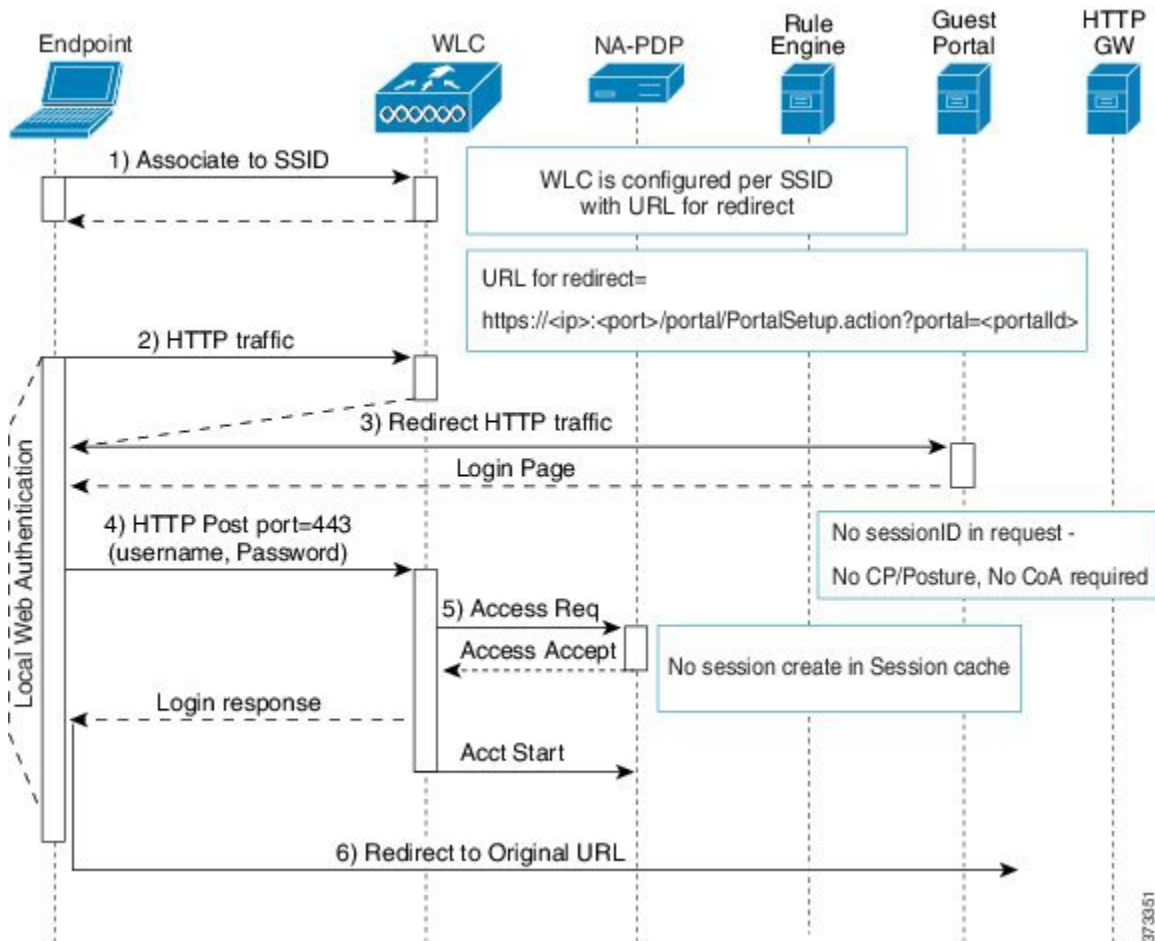 Endpoint
WLC
NA-PDP
Rule
Engine
Guest
Portal
HTTP
GW
1) Associate to SSID
WLC is configured per SSID
with URL for redirect
URL for redirect=
https://<ip>:<port>/portal/PortalSetup.action?portal=<portalId>
2) HTTP traffic
3) Redirect HTTP traffic
Login Page
Local Web Authentication
4) HTTP Post port=443
(username, Password)
No sessionID in request -
No CP/Posture, No CoA required
5) Access Req
Access Accept
No session create in Session cache
Login response
Acct Start
6) Redirect to Original URL
373351